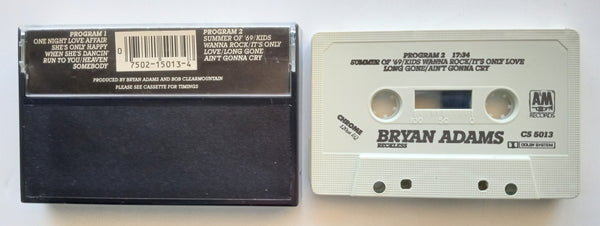 PROGRAM 1
ONE NIGHT LOVE AFFAIR
SHE'S ONLY HAPPY
WHEN SHE'S DANCIN'
RUN TO YOU/HEAVEN
SOMEBODY
0
7502-15013-4
PROGRAM 2
SUMMER OF '69/KIDS
WANNA ROCK/IT'S ONLY
LOVE/LONG GONE/
AIN'T GONNA CRY
PRODUCED BY BRYAN ADAMS AND BOB CLEARMOUNTAIN
PLEASE SEE CASSETTE FOR TIMINGS
PROGRAM 2 17:34
SUMMER OF '69/KIDS WANNA ROCK/IT'S ONLY LOVE
LONG GONE/AIN'T GONNA CRY
A&M
RECORDS
CHROME
120us EQ
BRYAN ADAMS
RECKLESS
CS 5013
DOLBY SYSTEM